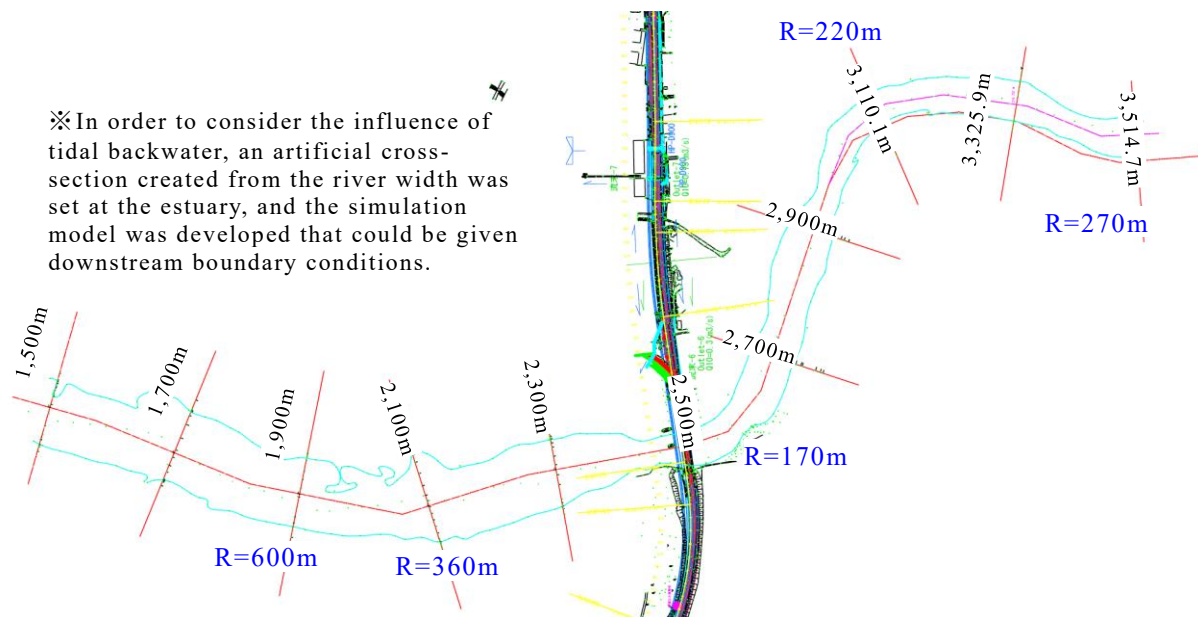 ※In order to consider the influence of
tidal backwater, an artificial cross-
section created from the river width was
set at the estuary, and the simulation
model was developed that could be given
downstream boundary conditions.
R=220m
3,110.1m
3,325.9m
3,514.7m
R=270m
2,900m
2,700m
1,500m
1,700m
1,900m
2,100m
2,300m
2,500m
R=170m
R=600m
R=360m
Outlet-6